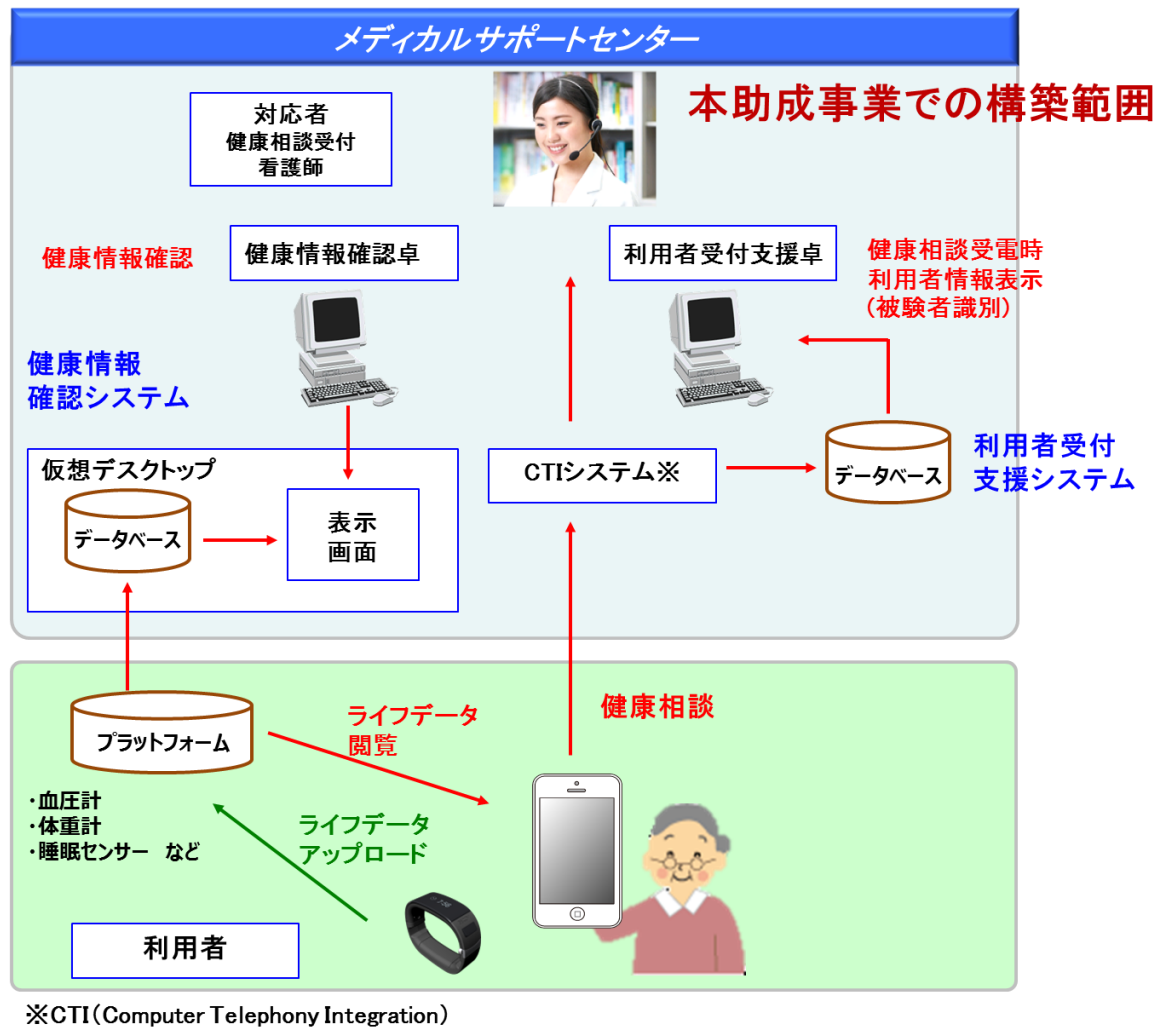 メディカルサポートセンター
本助成事業での構築範囲
対応者
健康相談受付
看護師
健康情報確認
健康情報確認卓
利用者受付支援卓
健康相談受電時
利用者情報表示
(被験者識別)
健康情報
確認システム
仮想デスクトップ
データベース
表示
画面
CTIシステム※
データベース
利用者受付
支援システム
プラットフォーム
ライフデータ
閲覧
健康相談
・血圧計
・体重計
・睡眠センサー　など
ライフデータ
アップロード
利用者
※CTI(Computer Telephony Integration)